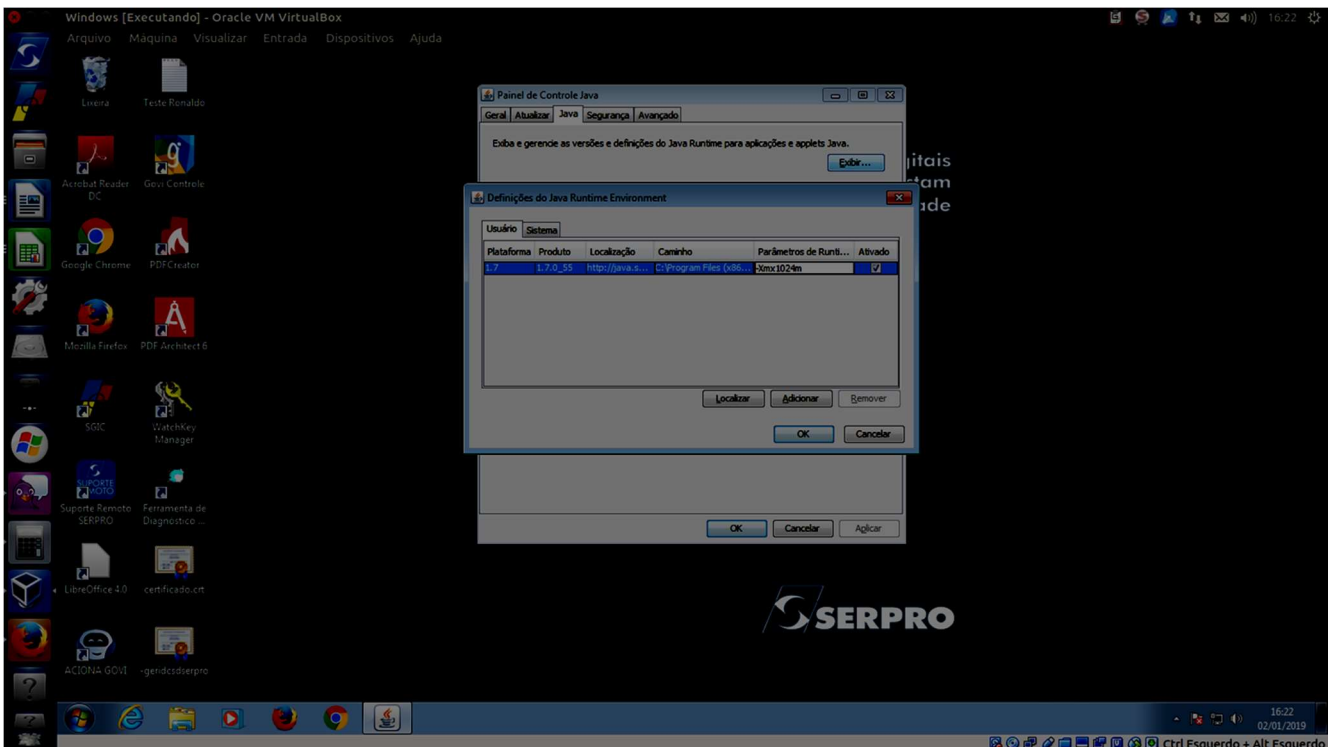 Windows [Executando] - Oracle VM VirtualBox
16:22
Arquivo Máquina Visualizar Entrada Dispositivos Ajuda
Lixeira
Teste Ronaldo
Acrobat Reader DC
Govi Controle
Google Chrome
PDFCreator
Mozilla Firefox
PDF Architect 6
SGIC
WatchKey Manager
SUPORTE
Suporte Remoto SERPRO
Ferramenta de Diagnóstico ...
LibreOffice 4.0
certificado.crt
ACIONA GOVI
-geridcsdserpro
Painel de Controle Java
Geral Atualizar Java Segurança Avançado
Exiba e gerencie as versões e definições do Java Runtime para aplicações e applets Java.
Exibir...
igitais
tam
ade
Definições do Java Runtime Environment
Usuário Sistema
Plataforma Produto Localização Caminho Parâmetros de Runti... Ativado
1.7 1.7.0_55 http://java.s... C:\Program Files (x86... -Xmx1024m
Localizar Adicionar Remover
OK Cancelar
OK Cancelar Aplicar
SERPRO
16:22
02/01/2019
Ctrl Esquerdo + Alt Esquerdo